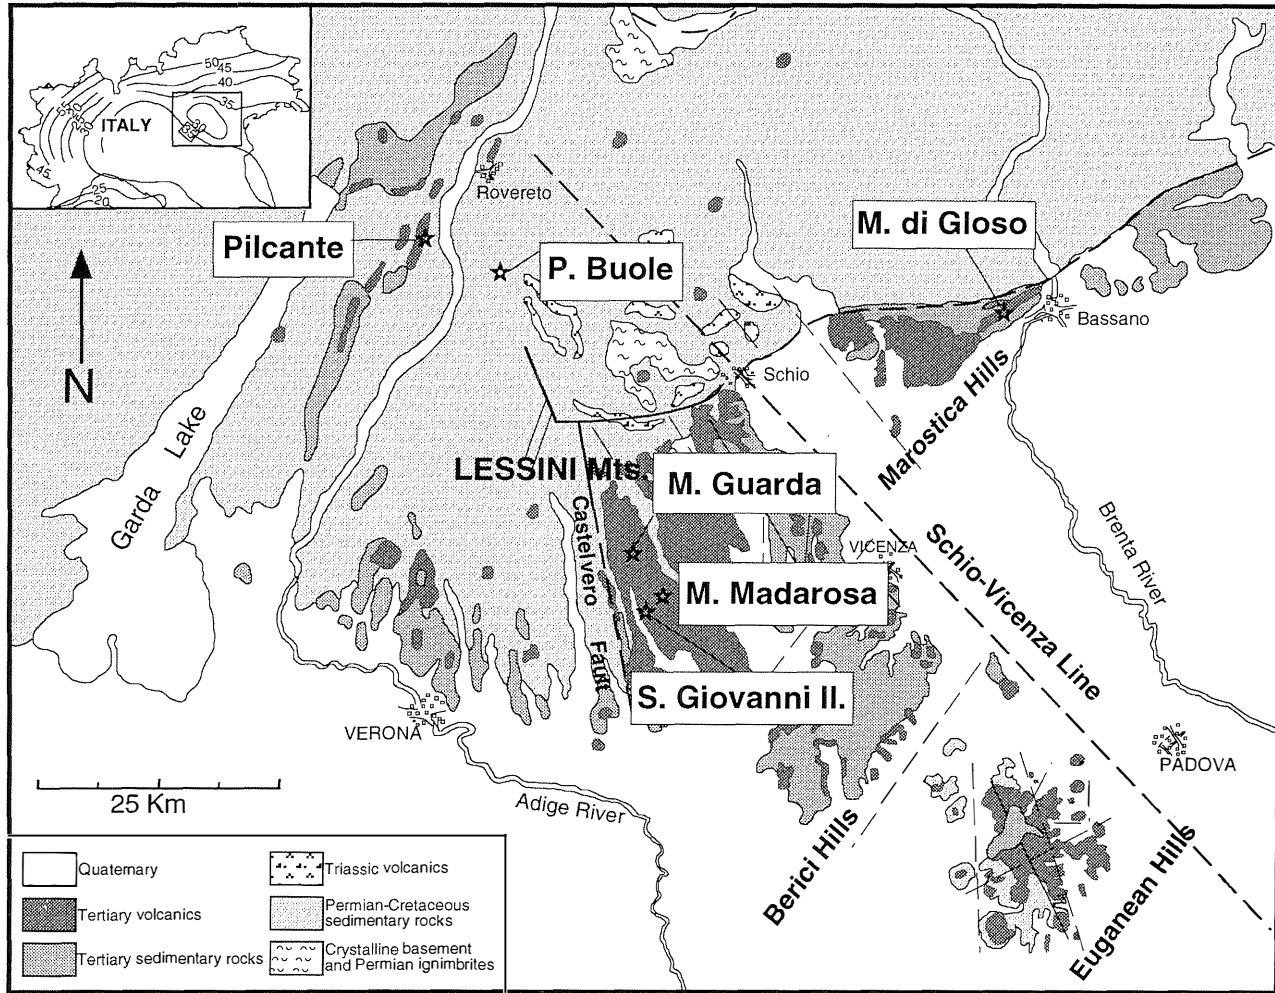 50
45
40
35
ITALY
45
25
20
Rovereto
Pilcante
P. Buole
M. di Gloso
Bassano
N
Schio
Marostica Hills
Garda Lake
LESSINI Mts.
M. Guarda
Castelvero Fault
VICENZA
Schio-Vicenza Line
Brenta River
M. Madarosa
S. Giovanni Il.
VERONA
PADOVA
25 Km
Adige River
Berici Hills
Euganean Hills
Quaternary
Tertiary volcanics
Tertiary sedimentary rocks
Triassic volcanics
Permian-Cretaceous
sedimentary rocks
Crystalline basement
and Permian ignimbrites